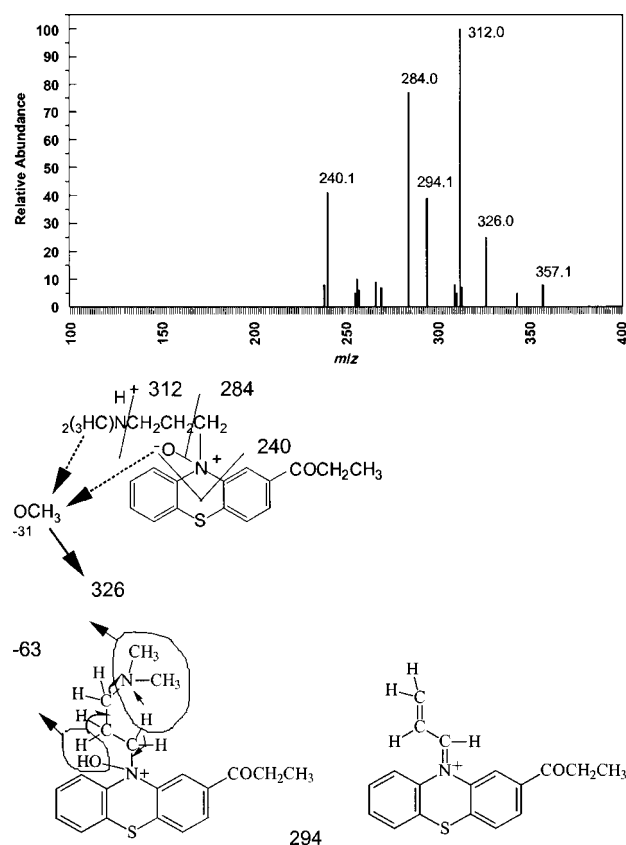 Relative Abundance
100
90
80
70
60
50
40
30
20
10
0
312.0
284.0
240.1
294.1
326.0
357.1
100
200
250
300
350
400
m/z
H + 312 284
2(3HC)NCH2CH2CH2
-O N + 240
COCH2CH3
S
OCH3
-31
326
-63
CH3
H N CH3
H
H H
H H
HO N+
COCH2CH3
S
294
H
H H
H H
N+
COCH2CH3
S